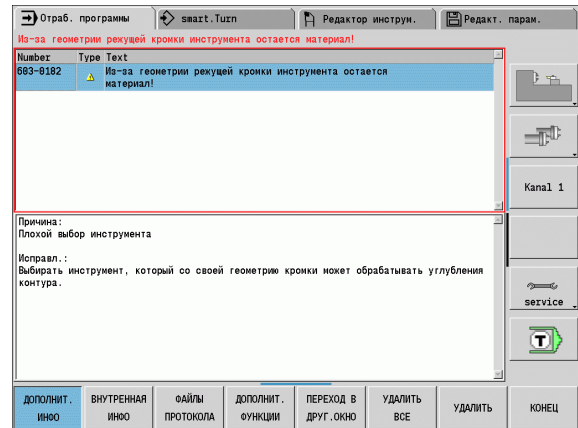 Отраб. программы
smart.Turn
Редактор инструм.
Редакт. парам.
Из-за геометрии режущей кромки инструмента остается материал!
Number Type Text
603-0182 Из-за геометрии режущей кромки инструмента остается
материал!
Kanal 1
Причина:
Плохой выбор инструмента
Исправл.:
Выбирать инструмент, который со своей геометрию кромки может обрабатывать углубления
контура.
service
T
ДОПОЛНИТ.
ИНФО
ВНУТРЕННАЯ
ИНФО
ФАЙЛЫ
ПРОТОКОЛА
ДОПОЛНИТ.
ФУНКЦИИ
ПЕРЕХОД В
ДРУГ.ОКНО
УДАЛИТЬ
ВСЕ
УДАЛИТЬ
КОНЕЦ